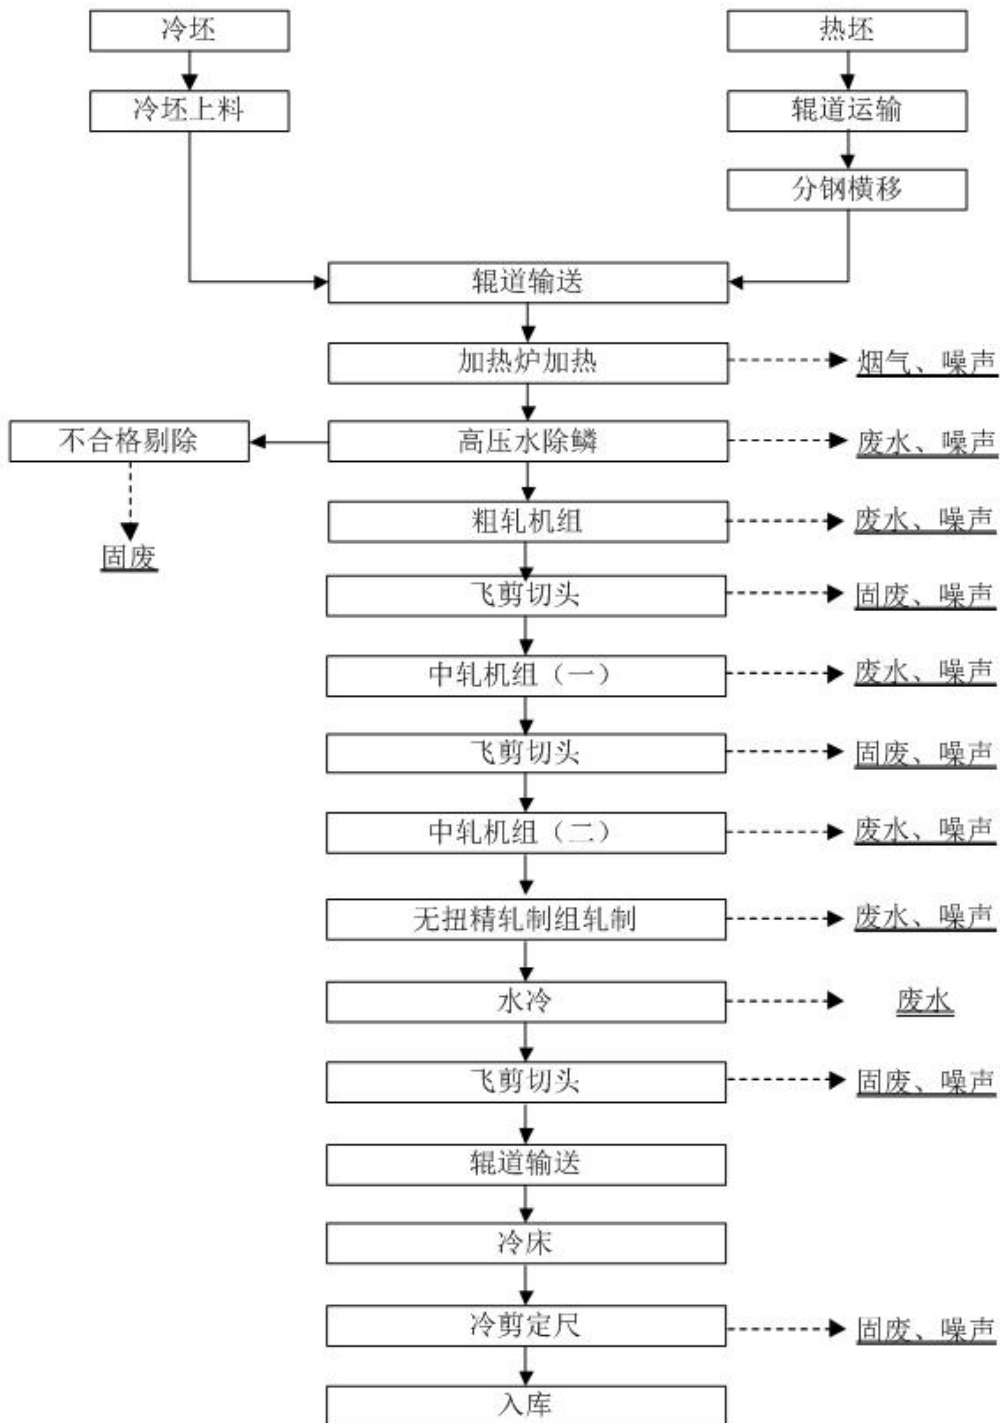 冷坯
热坯
冷坯上料
辊道运输
分钢横移
辊道输送
加热炉加热
烟气、噪声
不合格剔除
高压水除鳞
废水、噪声
粗轧机组
废水、噪声
固废
飞剪切头
固废、噪声
中轧机组（一）
废水、噪声
飞剪切头
固废、噪声
中轧机组（二）
废水、噪声
无扭精轧制组轧制
废水、噪声
水冷
废水
飞剪切头
固废、噪声
辊道输送
冷床
冷剪定尺
固废、噪声
入库